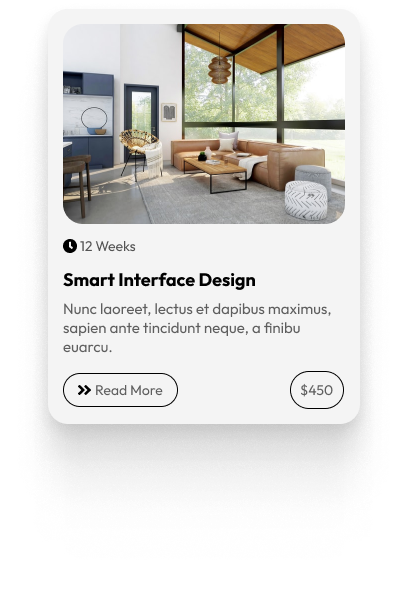 12 Weeks
Smart Interface Design
Nunc laoreet, lectus et dapibus maximus,
sapien ante tincidunt neque, a finibu
euarcu.
Read More
$450